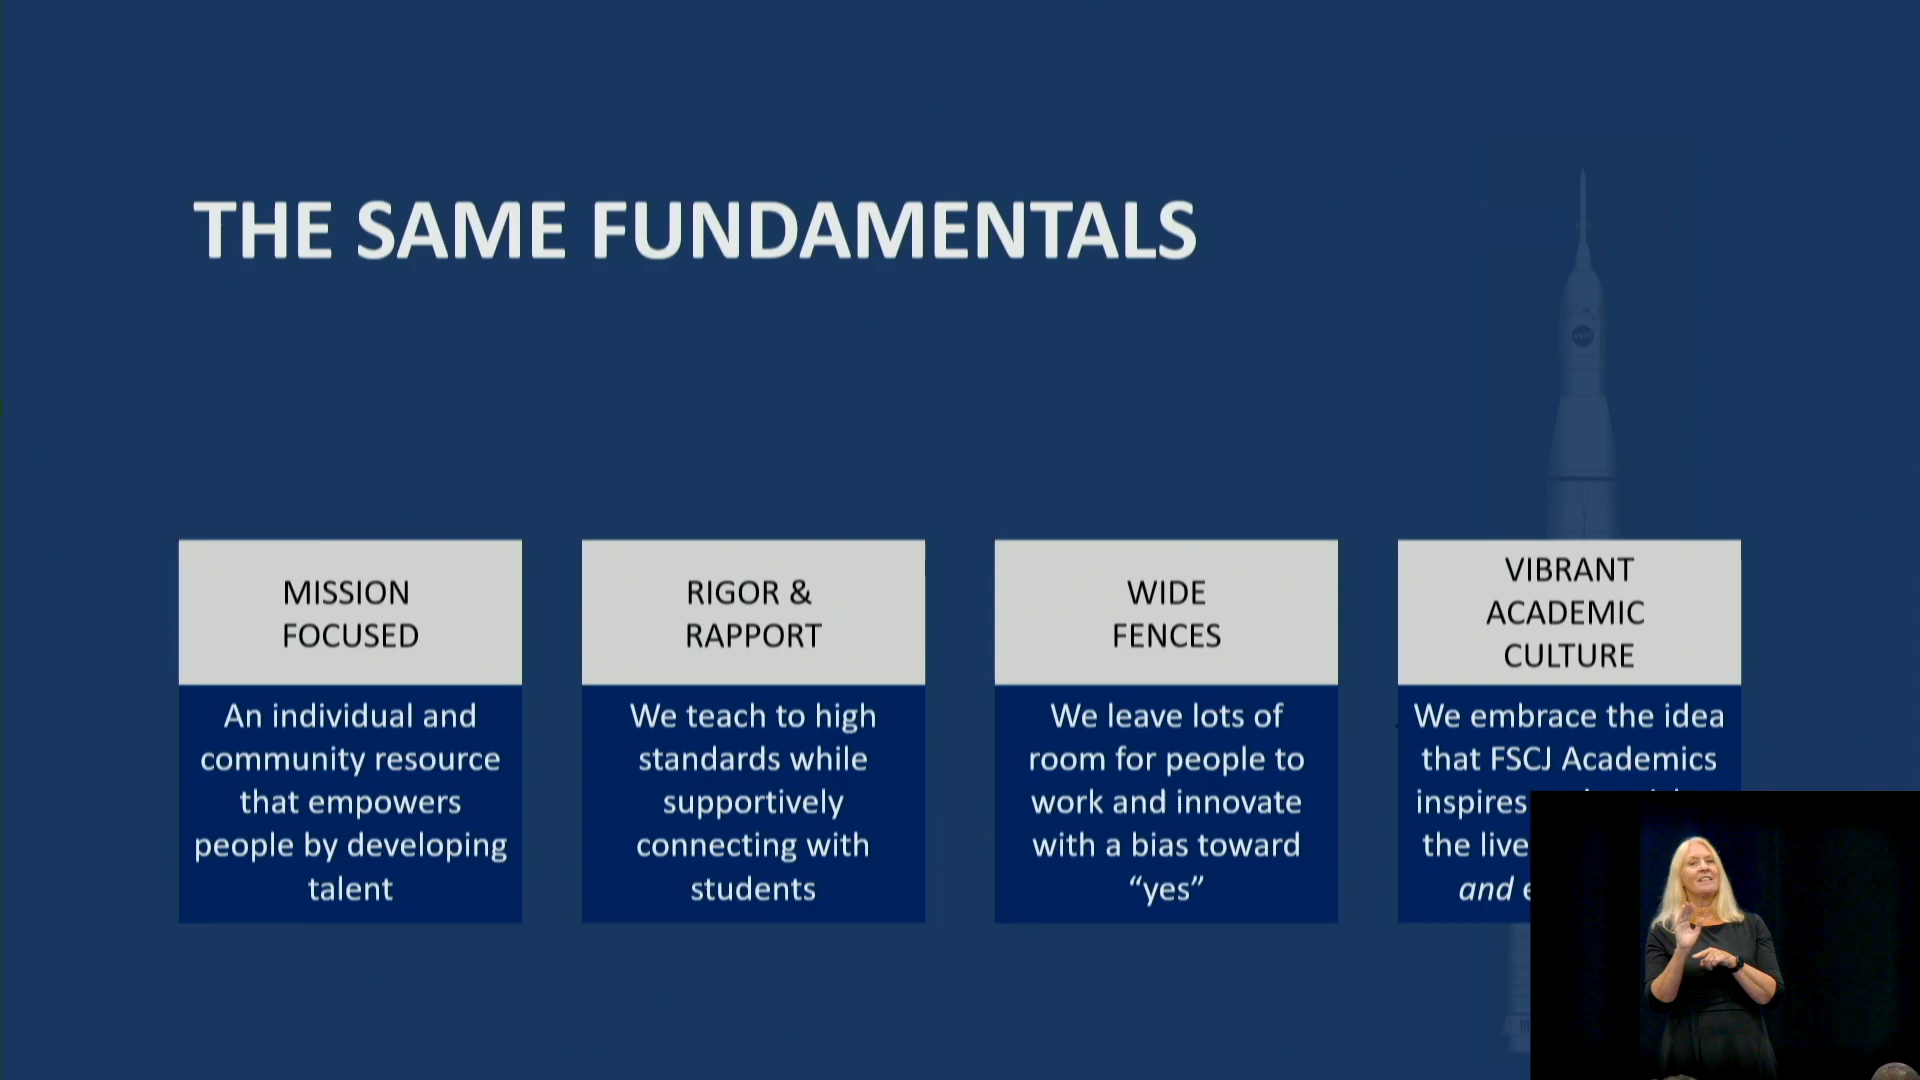 THE SAME FUNDAMENTALS
MISSION
FOCUSED
An individual and
community resource
that empowers
people by developing
talent
RIGOR &
RAPPORT
We teach to high
standards while
supportively
connecting with
students
WIDE
FENCES
We leave lots of
room for people to
work and innovate
with a bias toward
“yes”
VIBRANT
ACADEMIC
CULTURE
We embrace the idea
that FSCJ Academics
inspires
the
and